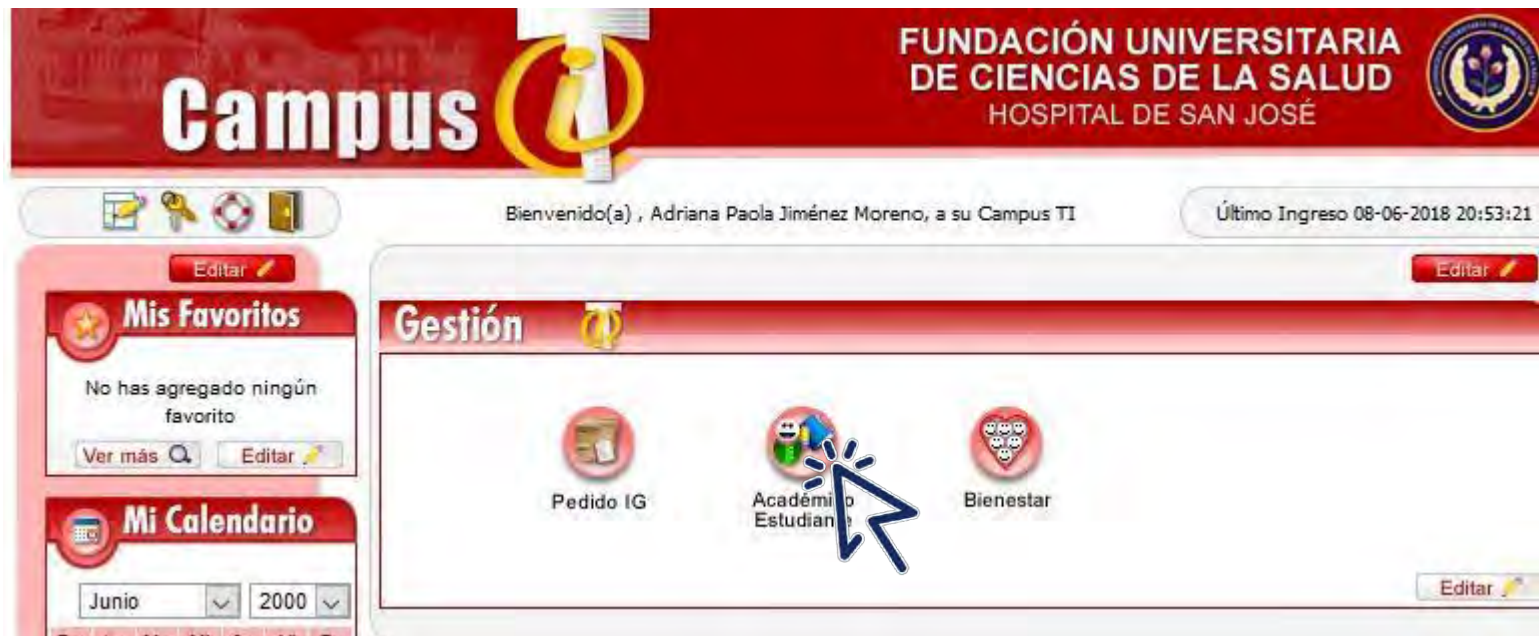 Campus
FUNDACIÓN UNIVERSITARIA
DE CIENCIAS DE LA SALUD
HOSPITAL DE SAN JOSÉ
Bienvenido(a) , Adriana Paola Jiménez Moreno, a su Campus TI
Último Ingreso 08-06-2018 20:53:21
Editar
Editar
Mis Favoritos
No has agregado ningún
favorito
Ver más
Editar
Mi Calendario
Junio
2000
Gestión
Pedido IG
Académico
Estudiante
Bienestar
Editar